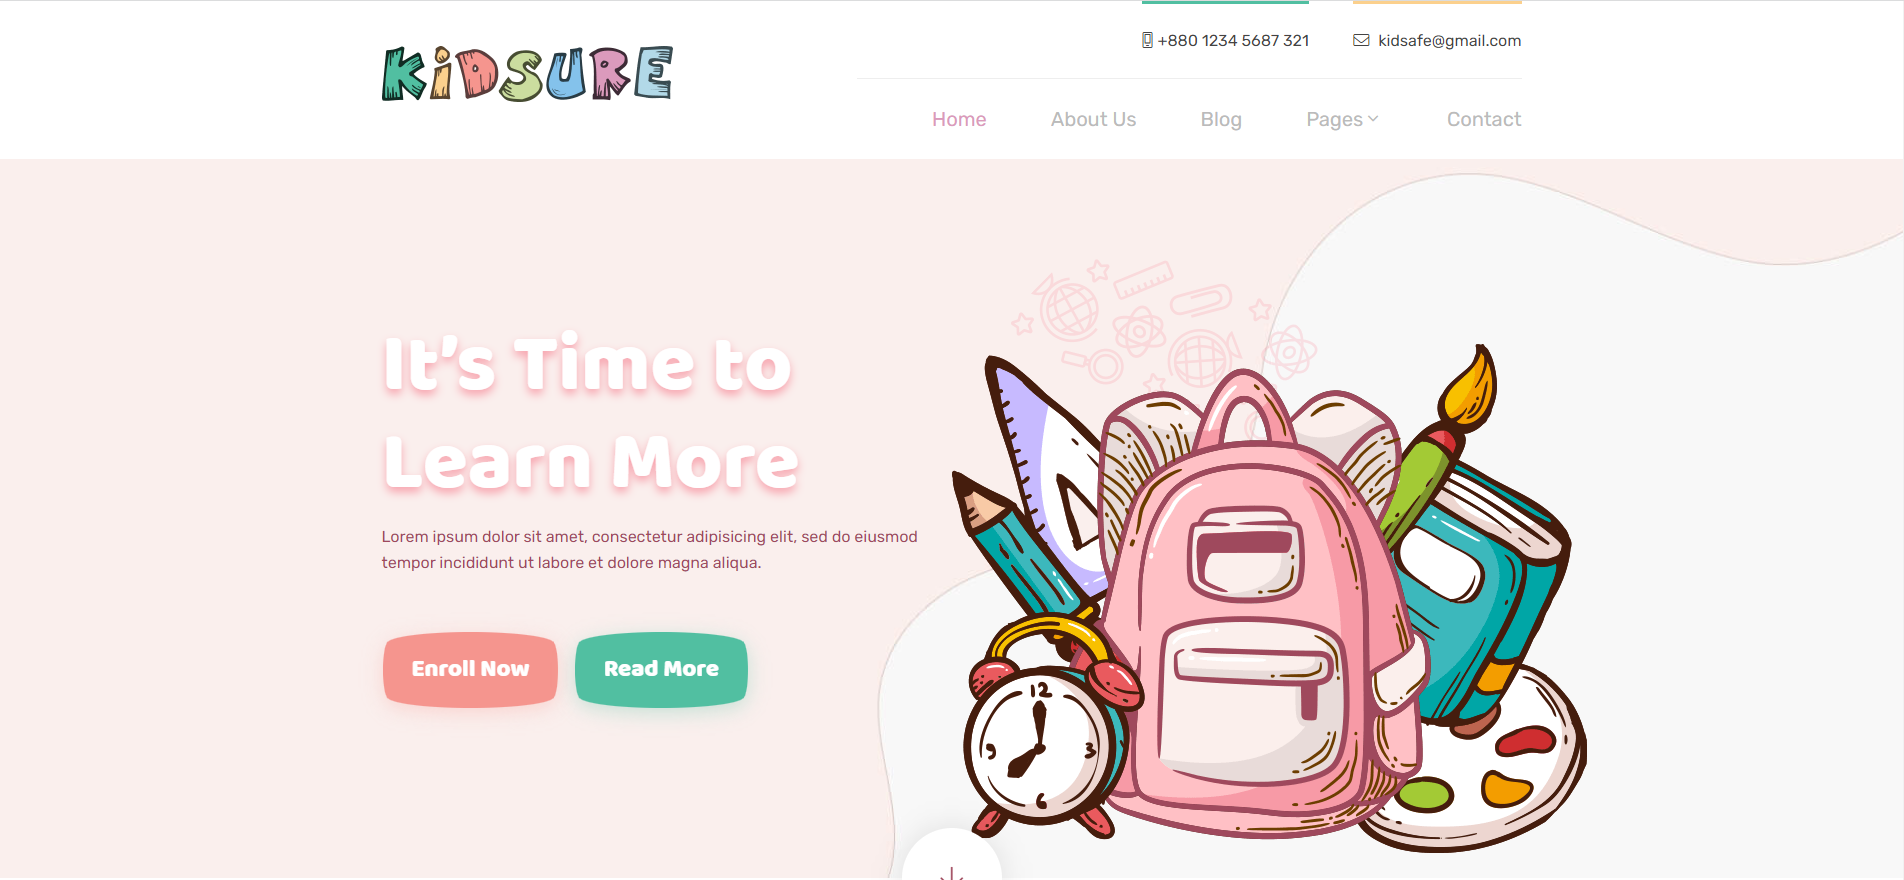 KiDSURE
+880 1234 5687 321
kidsafe@gmail.com
Home
About Us
Blog
Pages
Contact
It's Time to
Learn More
Lorem ipsum dolor sit amet, consectetur adipisicing elit, sed do eiusmod
tempor incididunt ut labore et dolore magna aliqua.
Enroll Now
Read More
12
9
3
6